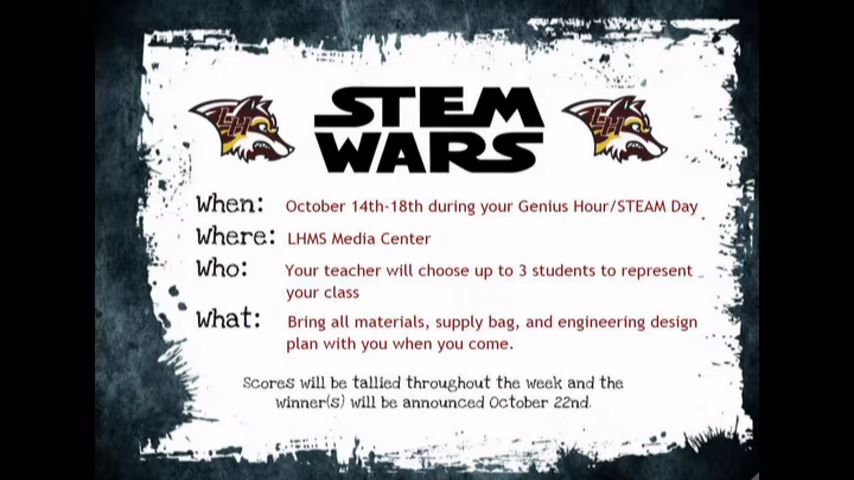 STEM
WARS
LH LH
When: October 14th-18th during your Genius Hour/STEAM Day
Where: LHMS Media Center
Who: Your teacher will choose up to 3 students to represent
your class
What: Bring all materials, supply bag, and engineering design
plan with you when you come.
Scores will be tallied throughout the week and the
winner(s) will be announced October 22nd.